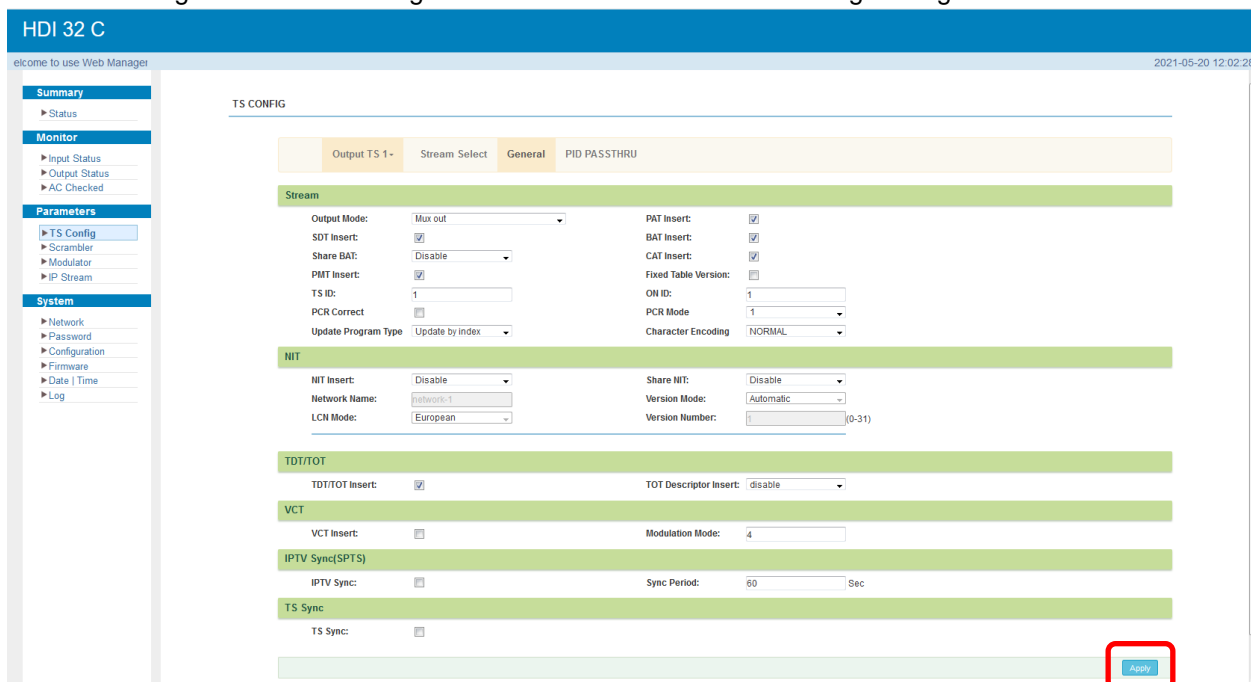 HDI 32 C
elcome to use Web Manager 2021-05-20 12:02:28
Summary
Status
Monitor
Input Status
Output Status
AC Checked
Parameters
TS Config
Scrambler
Modulator
IP Stream
System
Network
Password
Configuration
Firmware
Date | Time
Log
TS CONFIG
Output TS 1 Stream Select General PID PASSTHRU
Stream
Output Mode: Mux out PAT Insert:
SDT Insert: BAT Insert:
Share BAT: Disable CAT Insert:
PMT Insert: Fixed Table Version:
TS ID: 1 ON ID: 1
PCR Correct PCR Mode 1
Update Program Type Update by index Character Encoding NORMAL
NIT
NIT Insert: Disable Share NIT: Disable
Network Name: network-1 Version Mode: Automatic
LCN Mode: European Version Number: 1 (0-31)
TDT/TOT
TDT/TOT Insert: TOT Descriptor Insert: disable
VCT
VCT Insert: Modulation Mode: 4
IPTV Sync(SPTS)
IPTV Sync: Sync Period: 60 Sec
TS Sync
TS Sync:
Apply